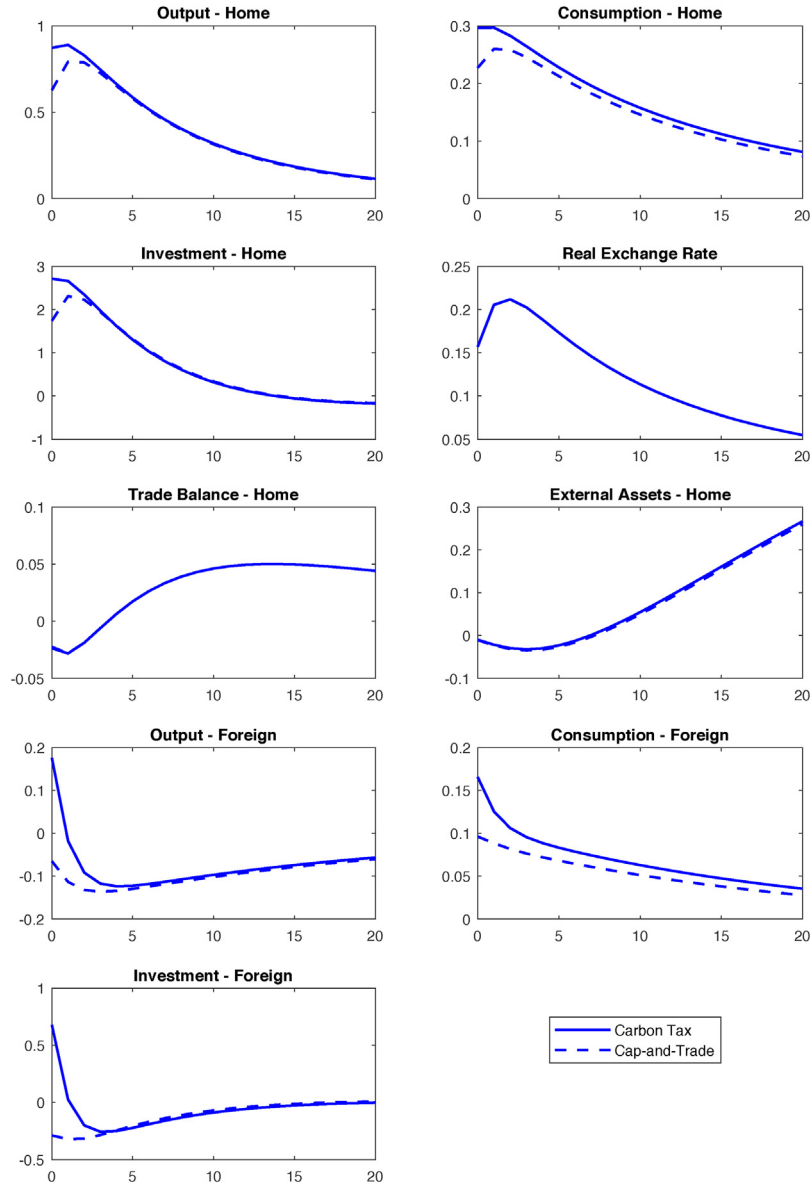 Output - Home
1
0.5
0
0 5 10 15 20
Consumption - Home
0.3
0.2
0.1
0
0 5 10 15 20
Investment - Home
3
2
1
0
-1
0 5 10 15 20
Real Exchange Rate
0.25
0.2
0.15
0.1
0.05
0 5 10 15 20
Trade Balance - Home
0.1
0.05
0
-0.05
0 5 10 15 20
External Assets - Home
0.3
0.2
0.1
0
-0.1
0 5 10 15 20
Output - Foreign
0.2
0.1
0
-0.1
-0.2
0 5 10 15 20
Consumption - Foreign
0.2
0.15
0.1
0.05
0
0 5 10 15 20
Investment - Foreign
1
0.5
0
-0.5
0 5 10 15 20
Carbon Tax
Cap-and-Trade